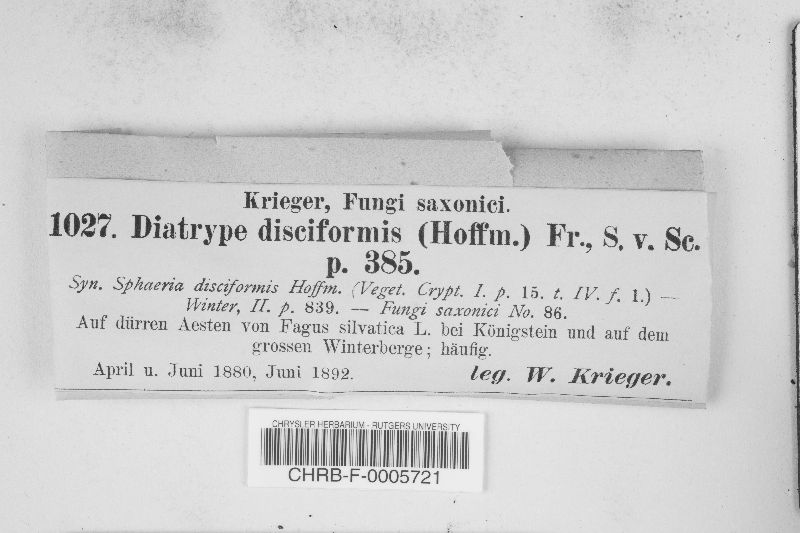 Krieger, Fungi saxonici.
1027. Diatrype disciformis (Hoffm.) Fr., S. v. Sc.
p. 385.
Syn. Sphaeria disciformis Hoffm. (Veget. Crypt. I. p. 15. t. IV. f. 1.) —
Winter, II. p. 839. — Fungi saxonici No. 86.
Auf dürren Aesten von Fagus silvatica L. bei Königstein und auf dem
grossen Winterberge; häufig.
April u. Juni 1880, Juni 1892.
leg. W. Krieger.
CHRYSLER HERBARIUM - RUTGERS UNIVERSITY
CHRB-F-0005721